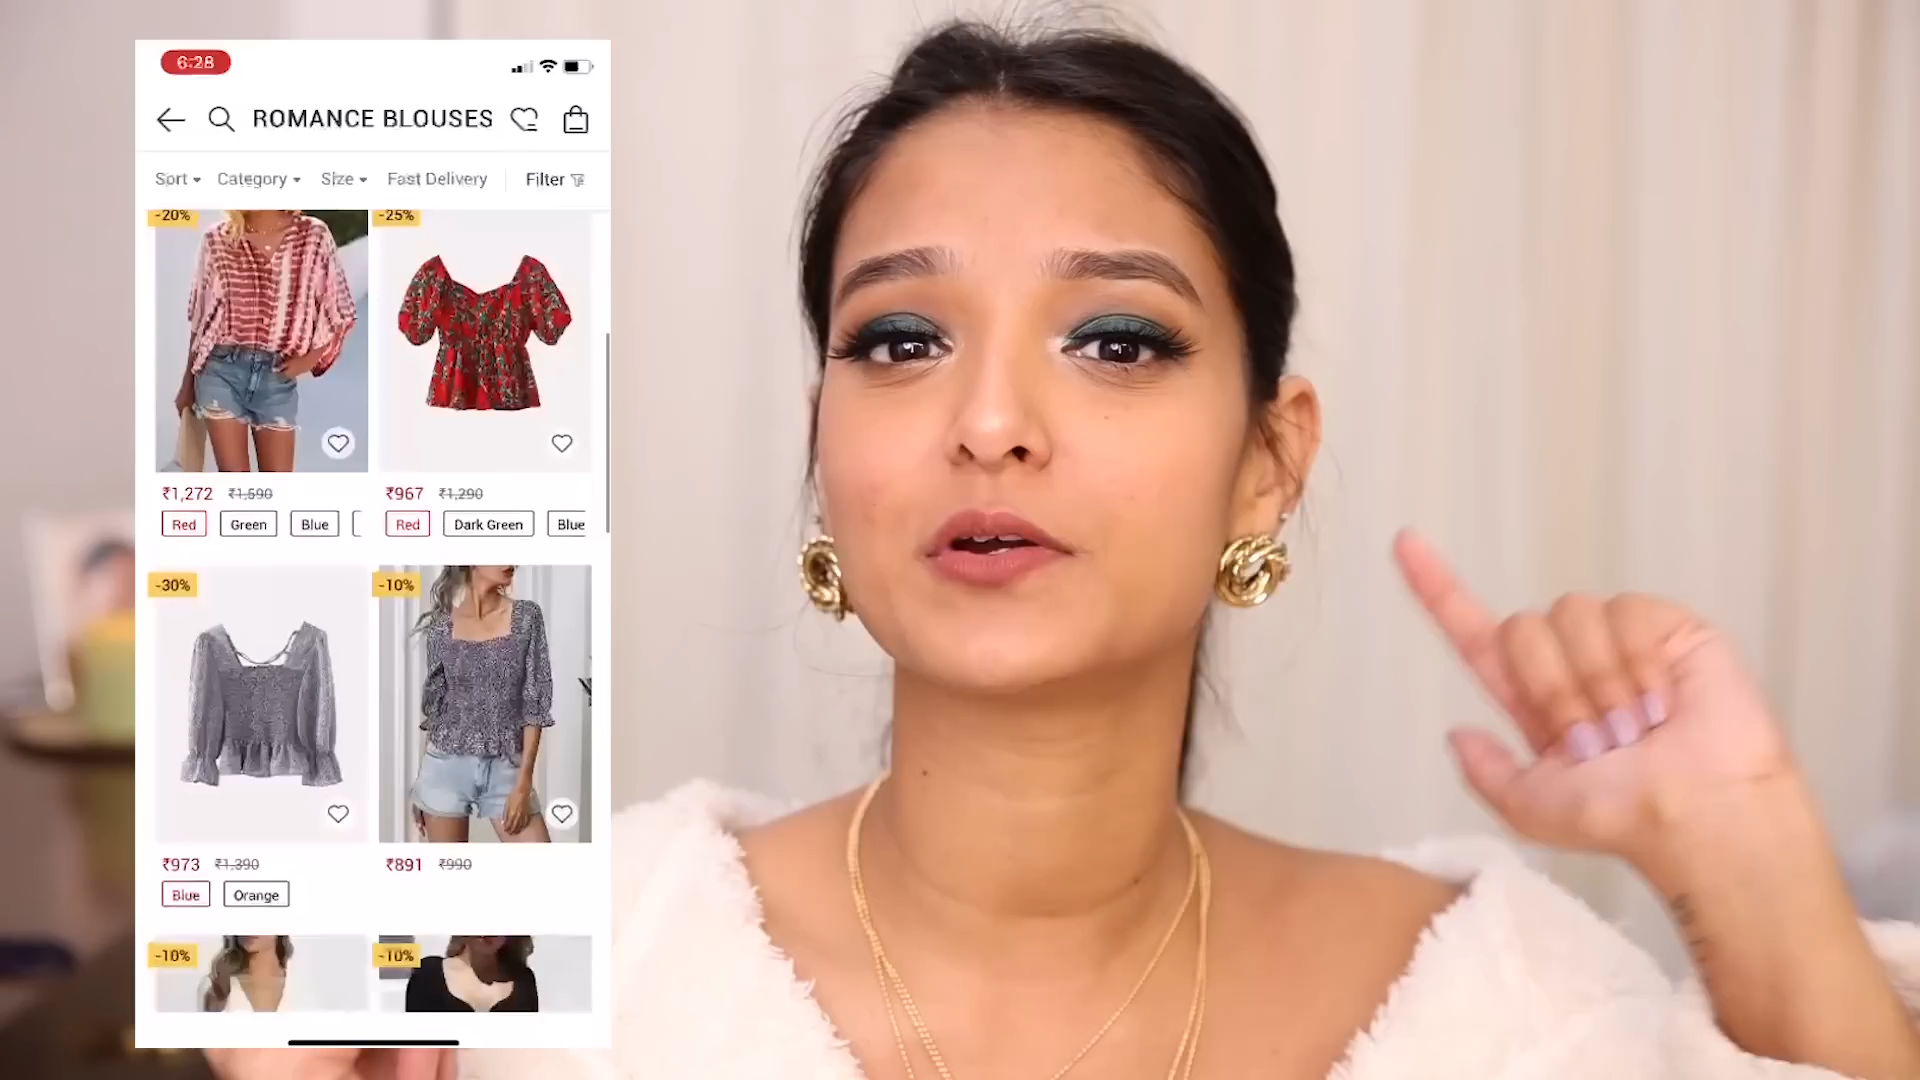 6:28
ROMANCE BLOUSES
Sort Category Size Fast Delivery Filter
-20% -25%
₹1,272 ₹1,590 ₹967 ₹1,290
Red Green Blue Red Dark Green Blue
-30% -10%
₹973 ₹1,390 ₹891 ₹990
Blue Orange
-10% -10%